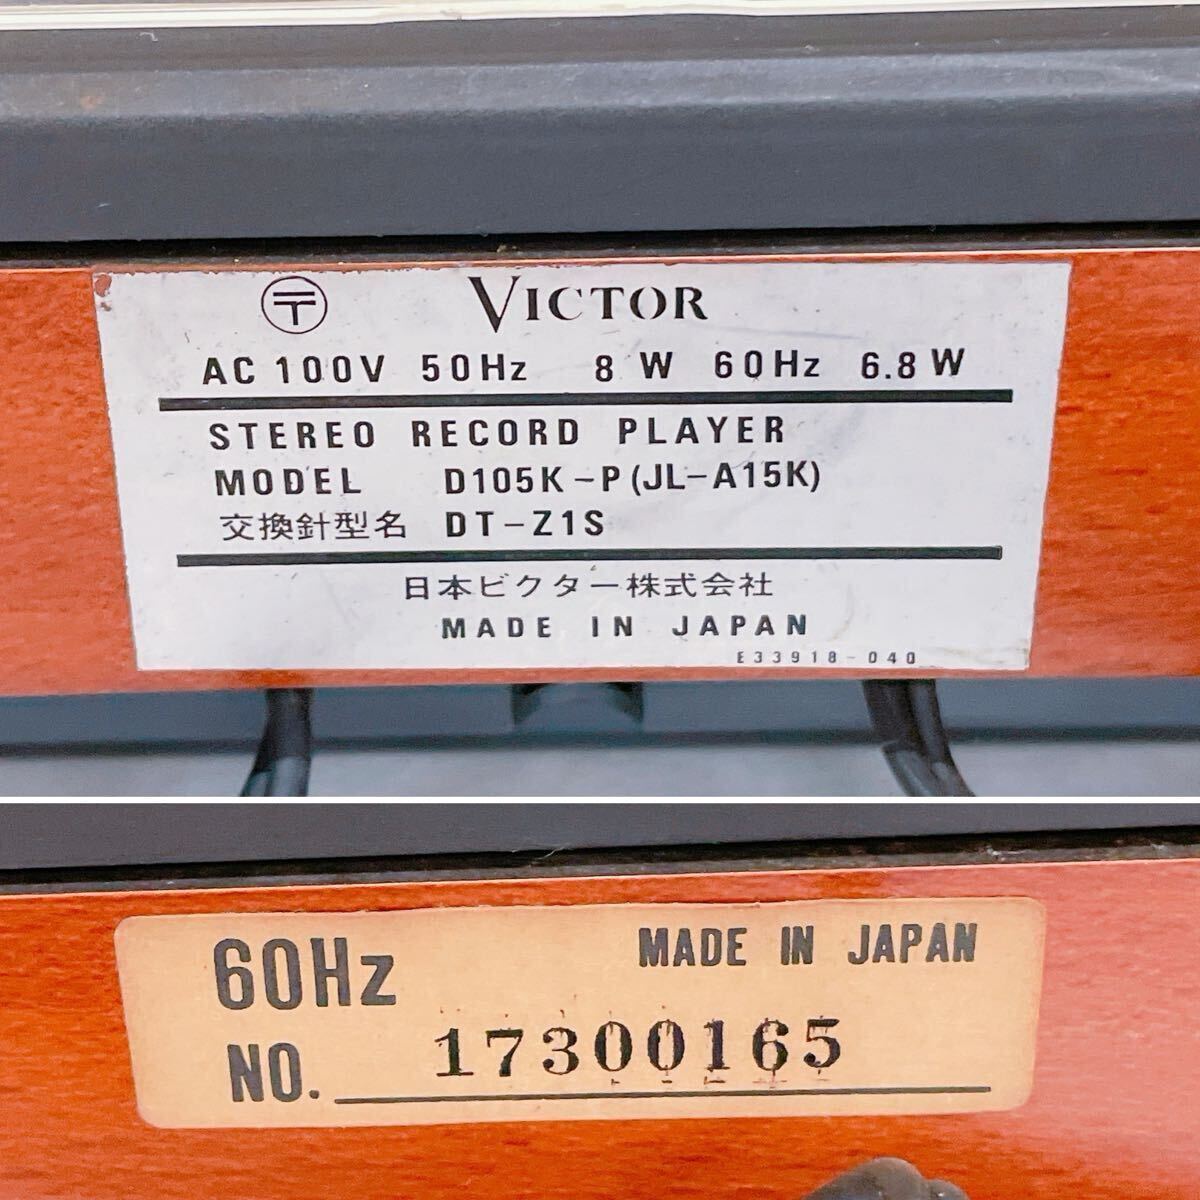 〒 VICTOR
AC 100V 50Hz 8 W 60Hz 6.8 W
STEREO RECORD PLAYER
MODEL D105K-P (JL-A15K)
交換針型名 DT-Z1S
日本ビクター株式会社
MADE IN JAPAN
E33918-040
60Hz MADE IN JAPAN
NO. 17300165